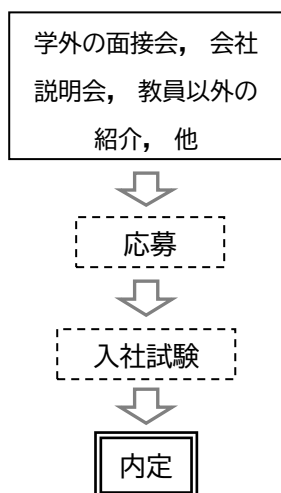 学外の面接会， 会社
説明会， 教員以外の
紹介， 他
応募
入社試験
内定